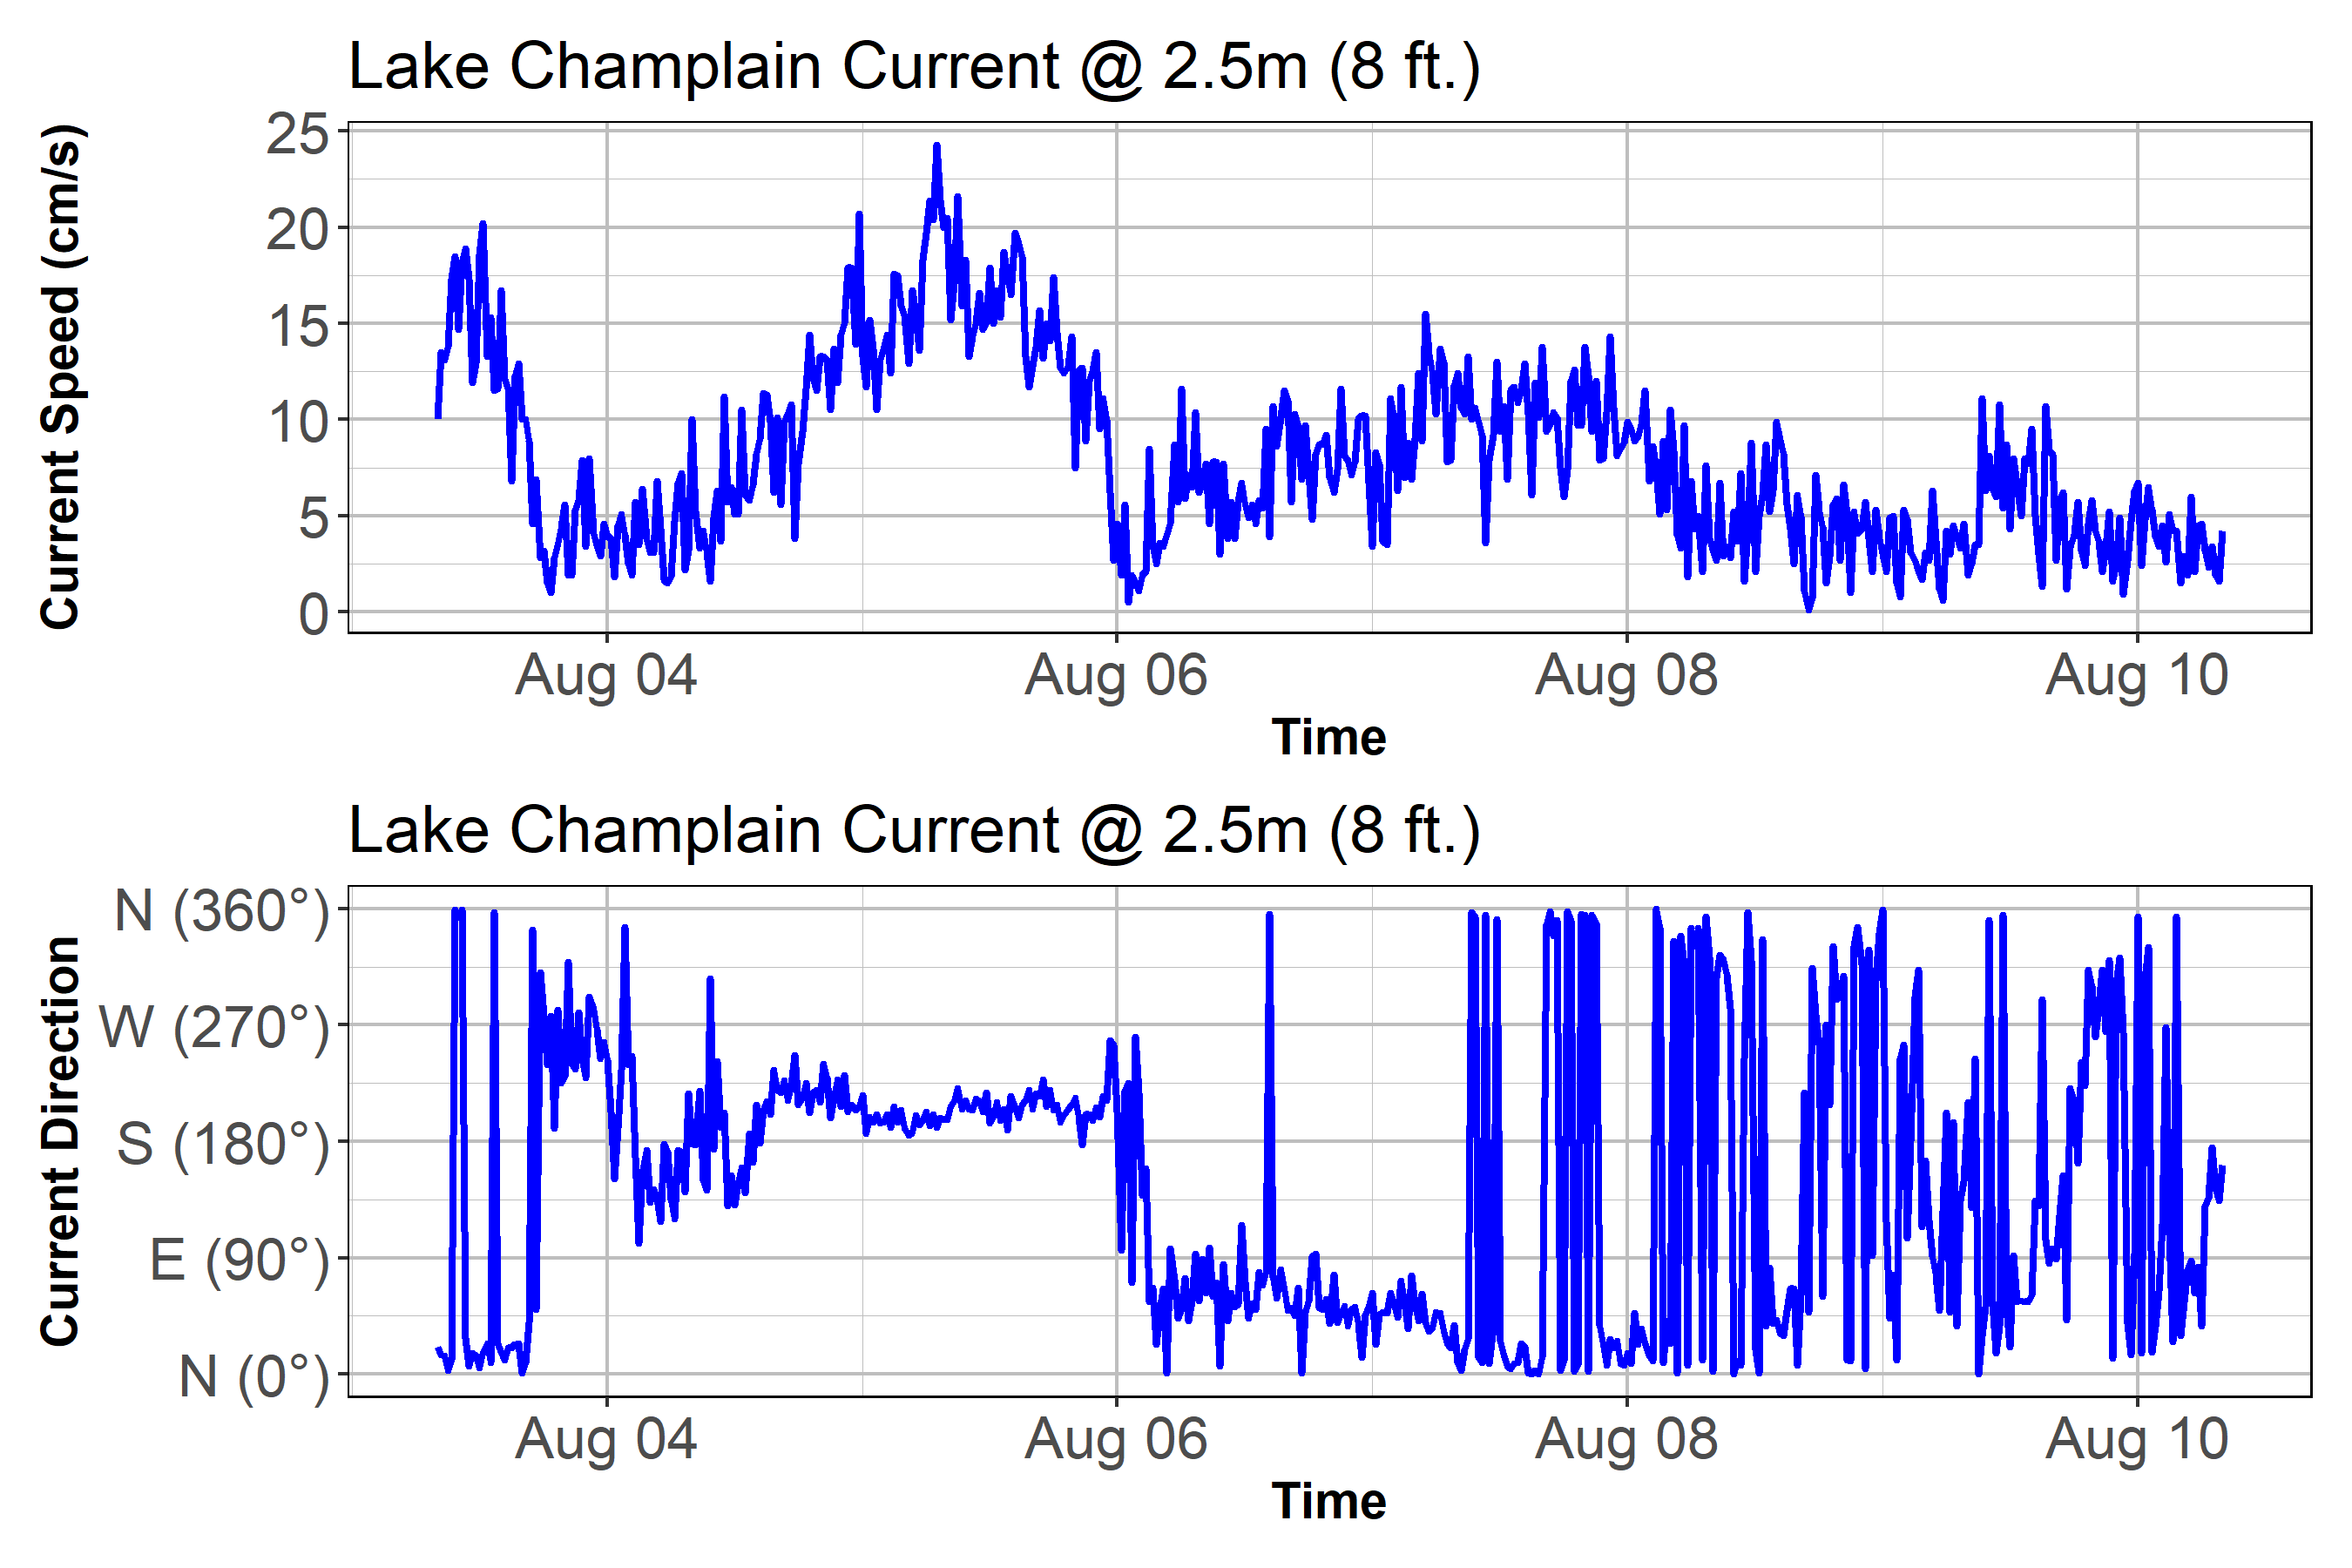 Lake Champlain Current @ 2.5m (8 ft.)
Current Speed (cm/s)
25
20
15
10
5
0
Aug 04 Aug 06 Aug 08 Aug 10
Time
Lake Champlain Current @ 2.5m (8 ft.)
Current Direction
N (360°)
W (270°)
S (180°)
E (90°)
N (0°)
Aug 04 Aug 06 Aug 08 Aug 10
Time